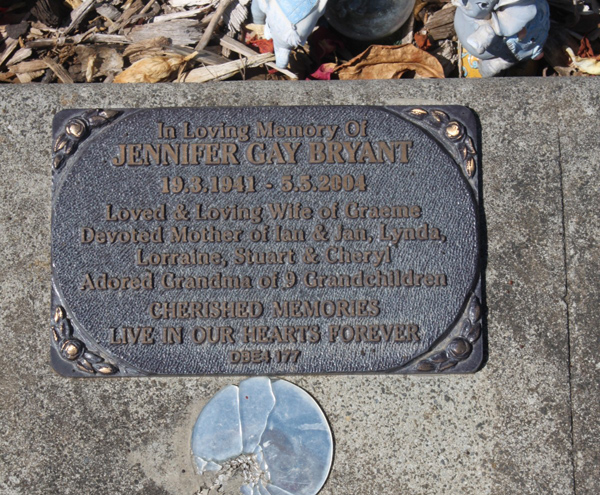 In Loving Memory Of
JENNIFER GAY BRYANT
19.3.1941 - 5.5.2004
Loved & Loving Wife of Graeme
Devoted Mother of Ian & Jan, Lynda,
Lorraine, Stuart & Cheryl
Adored Grandma of 9 Grandchildren
CHERISHED MEMORIES
LIVE IN OUR HEARTS FOREVER
DBE4177